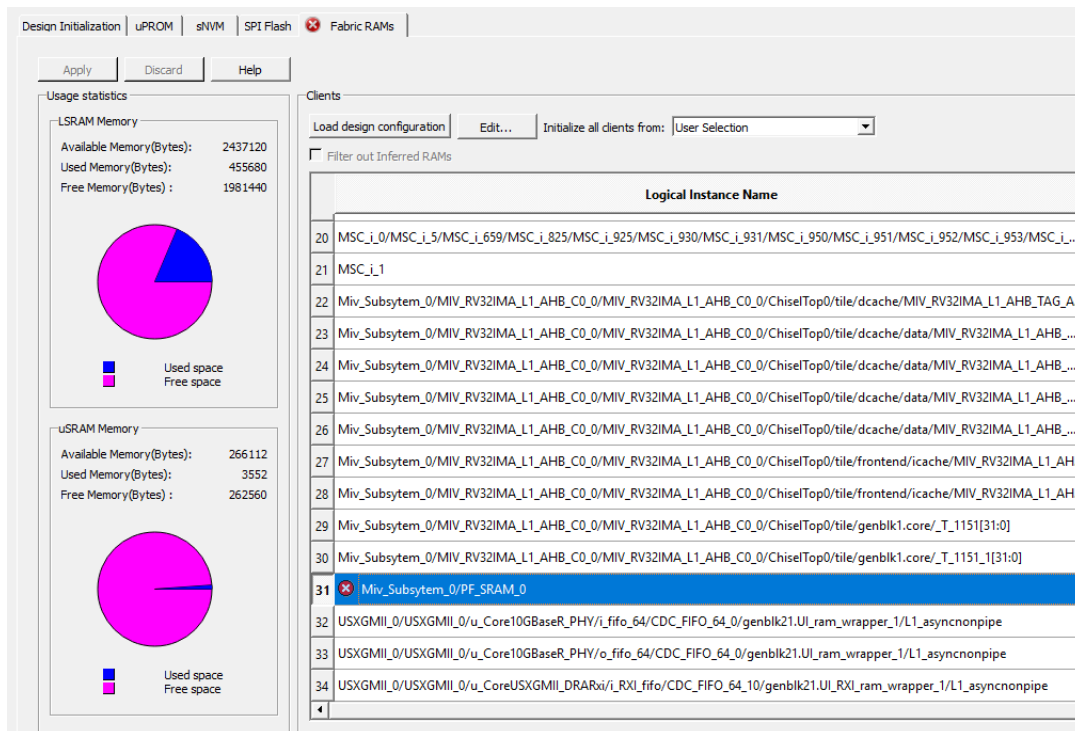 Design Initialization uPROM sNVM SPI Flash Fabric RAMs
Apply Discard Help
Usage statistics
LSRAM Memory
Available Memory(Bytes): 2437120
Used Memory(Bytes): 455680
Free Memory(Bytes) : 1981440
Used space
Free space
uSRAM Memory
Available Memory(Bytes): 266112
Used Memory(Bytes): 3552
Free Memory(Bytes) : 262560
Used space
Free space
Clients
Load design configuration Edit... Initialize all clients from: User Selection
Filter out Inferred RAMs
Logical Instance Name
20 MSC_i_0/MSC_i_5/MSC_i_659/MSC_i_825/MSC_i_925/MSC_i_930/MSC_i_931/MSC_i_950/MSC_i_951/MSC_i_952/MSC_i_953/MSC_i_...
21 MSC_i_1
22 Miv_Subsytem_0/MIV_RV32IMA_L1_AHB_C0_0/MIV_RV32IMA_L1_AHB_C0_0/ChiselTop0/tile/dcache/MIV_RV32IMA_L1_AHB_TAG_A
23 Miv_Subsytem_0/MIV_RV32IMA_L1_AHB_C0_0/MIV_RV32IMA_L1_AHB_C0_0/ChiselTop0/tile/dcache/data/MIV_RV32IMA_L1_AHB_...
24 Miv_Subsytem_0/MIV_RV32IMA_L1_AHB_C0_0/MIV_RV32IMA_L1_AHB_C0_0/ChiselTop0/tile/dcache/data/MIV_RV32IMA_L1_AHB_...
25 Miv_Subsytem_0/MIV_RV32IMA_L1_AHB_C0_0/MIV_RV32IMA_L1_AHB_C0_0/ChiselTop0/tile/dcache/data/MIV_RV32IMA_L1_AHB_...
26 Miv_Subsytem_0/MIV_RV32IMA_L1_AHB_C0_0/MIV_RV32IMA_L1_AHB_C0_0/ChiselTop0/tile/dcache/data/MIV_RV32IMA_L1_AHB_...
27 Miv_Subsytem_0/MIV_RV32IMA_L1_AHB_C0_0/MIV_RV32IMA_L1_AHB_C0_0/ChiselTop0/tile/frontend/icache/MIV_RV32IMA_L1_AH
28 Miv_Subsytem_0/MIV_RV32IMA_L1_AHB_C0_0/MIV_RV32IMA_L1_AHB_C0_0/ChiselTop0/tile/frontend/icache/MIV_RV32IMA_L1_AH
29 Miv_Subsytem_0/MIV_RV32IMA_L1_AHB_C0_0/MIV_RV32IMA_L1_AHB_C0_0/ChiselTop0/tile/genblk1.core/_T_1151[31:0]
30 Miv_Subsytem_0/MIV_RV32IMA_L1_AHB_C0_0/MIV_RV32IMA_L1_AHB_C0_0/ChiselTop0/tile/genblk1.core/_T_1151_1[31:0]
31 Miv_Subsytem_0/PF_SRAM_0
32 USXGMII_0/USXGMII_0/u_Core10GBaseR_PHY/i_fifo_64/CDC_FIFO_64_0/genblk21.UI_ram_wrapper_1/L1_asyncnonpipe
33 USXGMII_0/USXGMII_0/u_Core10GBaseR_PHY/o_fifo_64/CDC_FIFO_64_0/genblk21.UI_ram_wrapper_1/L1_asyncnonpipe
34 USXGMII_0/USXGMII_0/u_CoreUSXGMII_DRARxi/i_RXI_fifo/CDC_FIFO_64_10/genblk21.UI_RXI_ram_wrapper_1/L1_asyncnonpipe